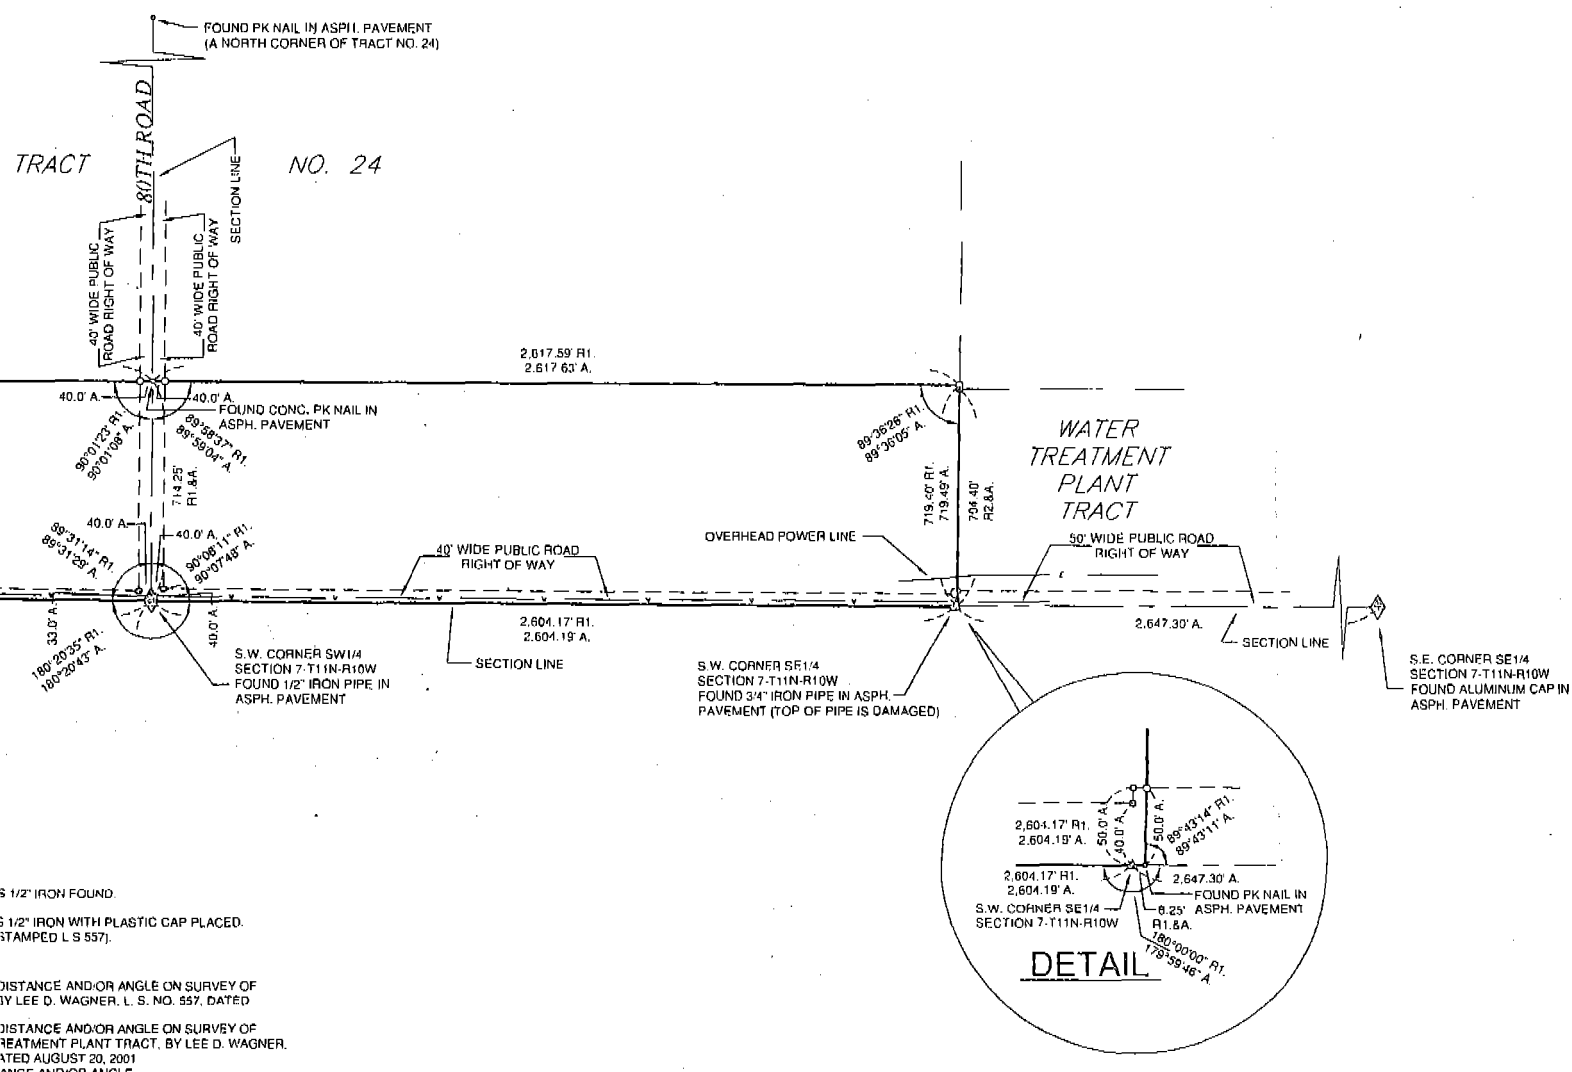 FOUND PK NAIL IN ASPH. PAVEMENT
(A NORTH CORNER OF TRACT NO. 24)
80TH ROAD
TRACT NO. 24
SECTION LINE
40' WIDE PUBLIC
ROAD RIGHT OF WAY
40' WIDE PUBLIC
ROAD RIGHT OF WAY
2,617.59' R1.
2,617.63' A.
40.0' A.
40.0' A.
FOUND CONC. PK NAIL IN
ASPH. PAVEMENT
90°01'23" R1.
90°01'08" A.
89°58'37" R1.
89°59'04" A.
89°36'28" R1.
89°36'05" A.
WATER
TREATMENT
PLANT
TRACT
714.25'
R1.&A.
719.40' R1.
719.49' A.
704.40'
R2.&A.
40.0' A.
40.0' A.
89°31'14" R1.
89°31'29" A.
90°08'11" R1.
90°07'48" A.
OVERHEAD POWER LINE
40' WIDE PUBLIC ROAD
RIGHT OF WAY
50' WIDE PUBLIC ROAD
RIGHT OF WAY
E
33.0' A.
40.0' A.
2,604.17' R1.
2,604.19' A.
2,647.30' A.
SECTION LINE
SECTION LINE
180°20'35" R1.
180°20'43" A.
S.W. CORNER SW1/4
SECTION 7-T11N-R10W
FOUND 1/2" IRON PIPE IN
ASPH. PAVEMENT
S.W. CORNER SE1/4
SECTION 7-T11N-R10W
FOUND 3/4" IRON PIPE IN ASPH.
PAVEMENT (TOP OF PIPE IS DAMAGED)
S.E. CORNER SE1/4
SECTION 7-T11N-R10W
FOUND ALUMINUM CAP IN
ASPH. PAVEMENT
2,604.17' R1.
2,604.19' A.
50.0' A.
40.0' A.
50.0' A.
89°43'14" R1.
89°43'11" A.
2,604.17' R1.
2,604.19' A.
2,647.30' A.
FOUND PK NAIL IN
ASPH. PAVEMENT
S.W. CORNER SE1/4
SECTION 7-T11N-R10W
8.25'
R1.&A.
180°00'00" R1.
179°59'46" A.
DETAIL
S 1/2" IRON FOUND.
S 1/2" IRON WITH PLASTIC CAP PLACED.
STAMPED L S 557).
DISTANCE AND/OR ANGLE ON SURVEY OF
BY LEE D. WAGNER, L. S. NO. 557, DATED
DISTANCE AND/OR ANGLE ON SURVEY OF
REATMENT PLANT TRACT, BY LEE D. WAGNER.
ATED AUGUST 20, 2001
ANCE AND/OR ANGLE